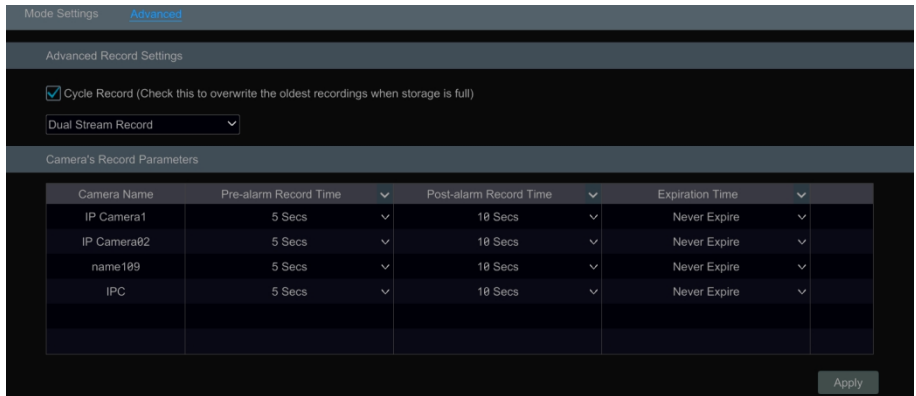 Mode Settings Advanced
Advanced Record Settings
Cycle Record (Check this to overwrite the oldest recordings when storage is full)
Dual Stream Record
Camera's Record Parameters
Camera Name Pre-alarm Record Time Post-alarm Record Time Expiration Time
IP Camera1 5 Secs 10 Secs Never Expire
IP Camera02 5 Secs 10 Secs Never Expire
name109 5 Secs 10 Secs Never Expire
IPC 5 Secs 10 Secs Never Expire
Apply